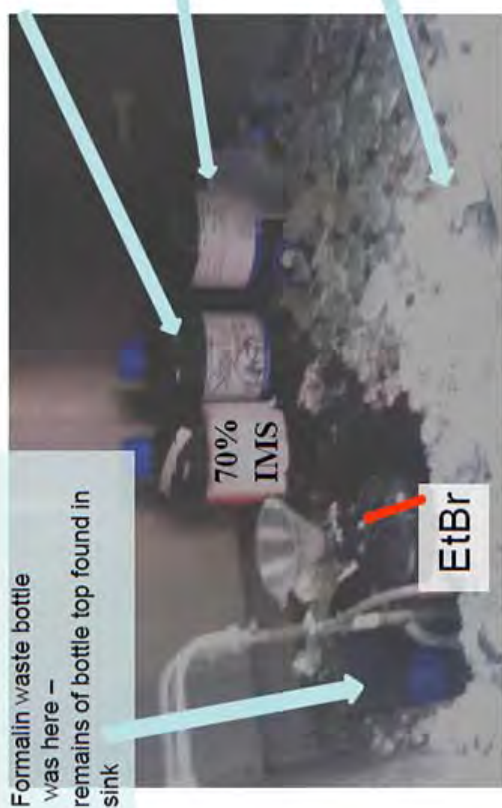 Formalin waste bottle
was here –
remains of bottle top found in
sink
70%
IMS
EtBr